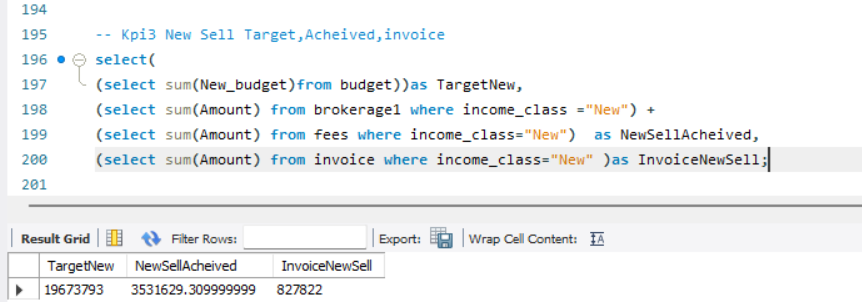 194
195 -- Kpi3 New Sell Target,Acheived,invoice
196 select(
197 (select sum(New_budget)from budget))as TargetNew,
198 (select sum(Amount) from brokerage1 where income_class ="New") +
199 (select sum(Amount) from fees where income_class="New")  as NewSellAcheived,
200 (select sum(Amount) from invoice where income_class="New" )as InvoiceNewSell;
201
Result Grid Filter Rows: Export: Wrap Cell Content:
TargetNew NewSellAcheived InvoiceNewSell
19673793 3531629.309999999 827822